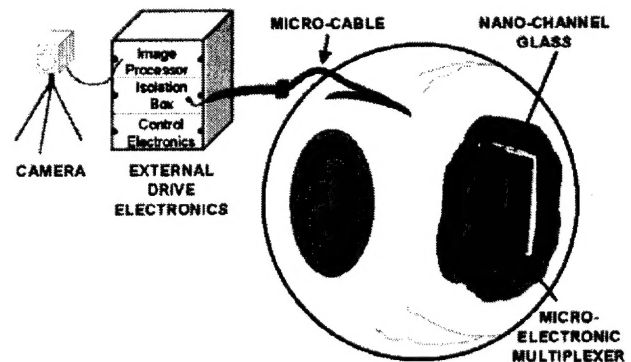 MICRO-CABLE
NANO-CHANNEL
GLASS
Image
Processor
Isolation
Box
Control
Electronics
CAMERA
EXTERNAL
DRIVE
ELECTRONICS
MICRO-
ELECTRONIC
MULTIPLEXER